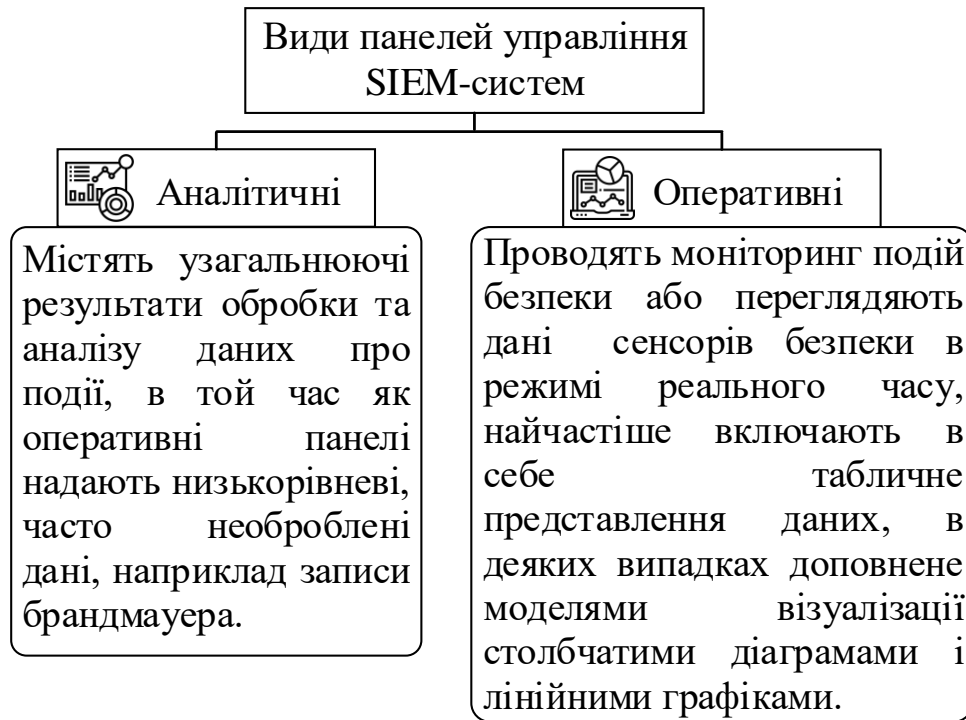 Види панелей управління
SIEM-систем
Аналітичні
Містять узагальнюючі
результати обробки та
аналізу даних про
події, в той час як
оперативні панелі
надають низькорівневі,
часто необроблені
дані, наприклад записи
брандмауера.
Оперативні
Проводять моніторинг подій
безпеки або переглядяють
дані сенсорів безпеки в
режимі реального часу,
найчастіше включають в
себе табличне
представлення даних, в
деяких випадках доповнене
моделями візуалізації
столбчатими діаграмами і
лінійними графіками.